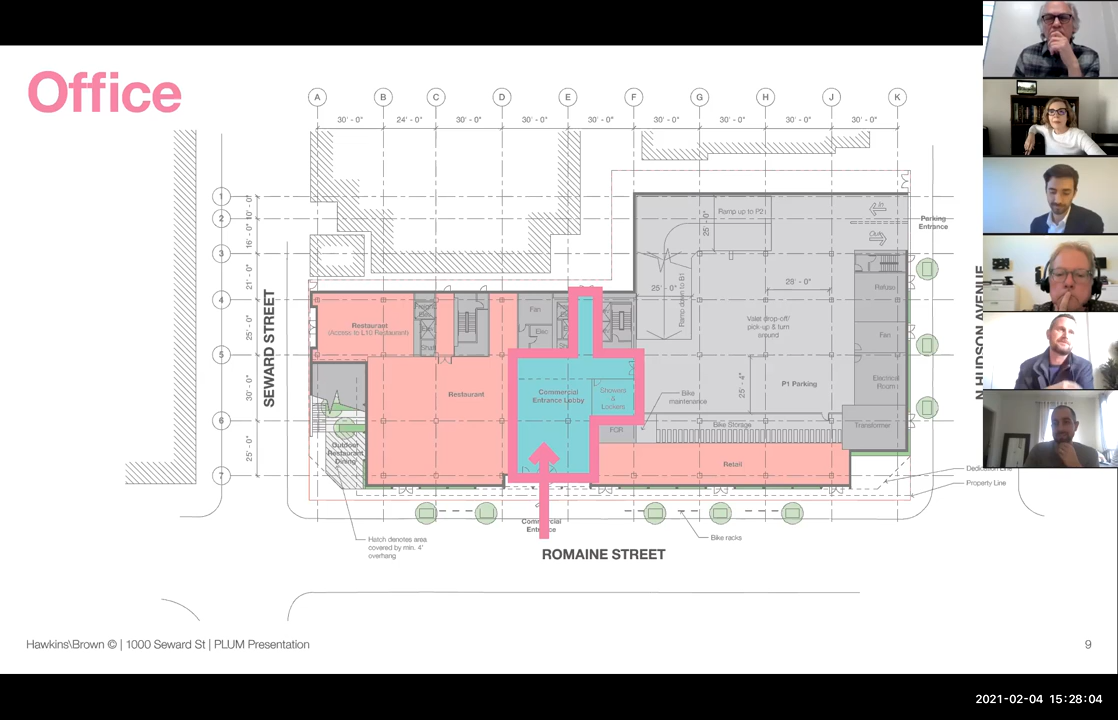 Office
A B C D E F G H J K
30' - 0" 24' - 0" 30' - 0" 30' - 0" 30' - 0" 30' - 0" 30' - 0" 30' - 0" 30' - 0"
1
2
3
4
5
6
7
10' - 0"
16' - 0"
21' - 0"
25' - 0"
30' - 0"
25' - 0"
SEWARD STREET
Ramp up to P2
25' - 0"
In
Out
Parking
Entrance
N HUDSON AVENUE
25' - 0"
Ramp down to B1
28' - 0"
Refuse
Restaurant
(Access to L10 Restaurant)
Fan
Elec
Valet drop-off/
pick-up & turn
around
Fan
Restaurant
Commercial
Entrance Lobby
Showers
&
Lockers
Bike
maintenance
25' - 4"
P1 Parking
Electrical
Room
FCR
Bike Storage
Transformer
Outdoor
Restaurant
Dining
Retail
Dedication Line
Property Line
Commercial
Entrance
Hatch denotes area
covered by min. 4'
overhang
Bike racks
ROMAINE STREET
Hawkins\Brown © | 1000 Seward St | PLUM Presentation
9
2021-02-04 15:28:04